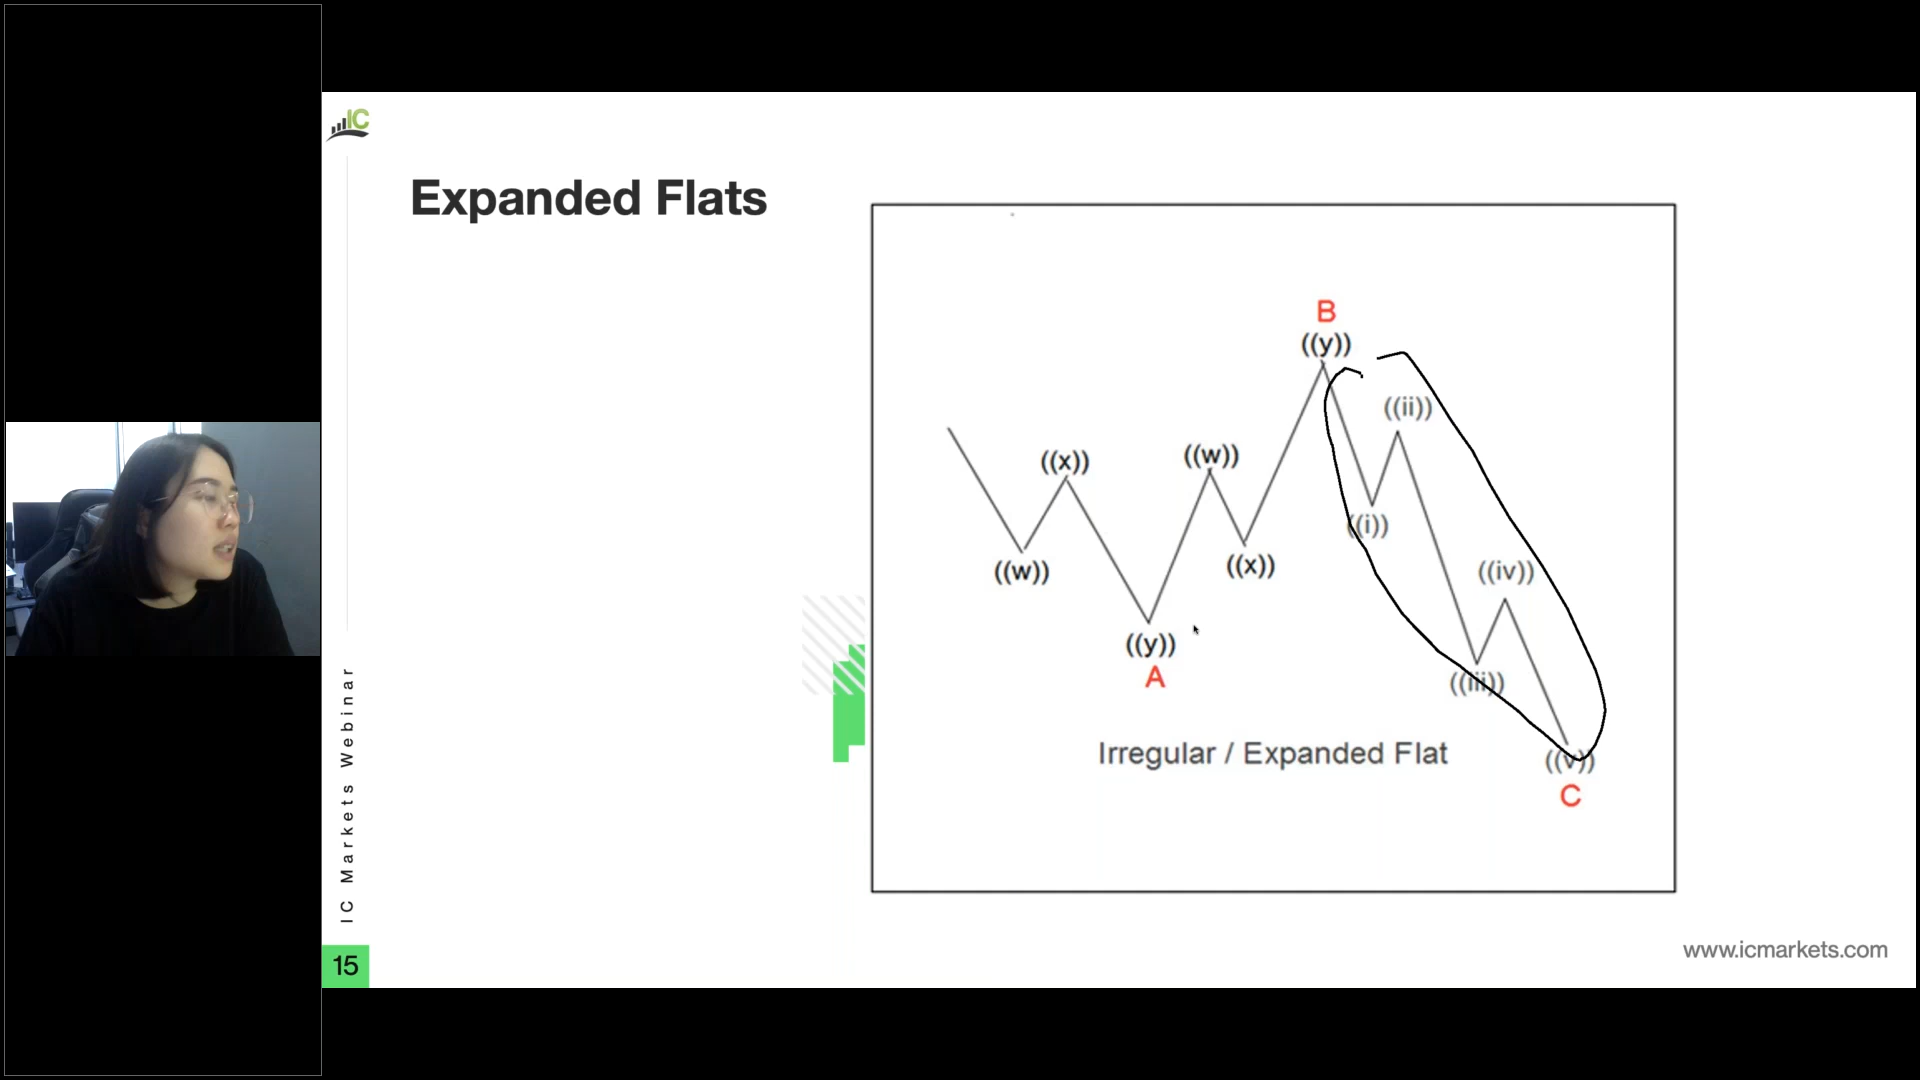 IC
Expanded Flats
B
((y))
((ii))
((x))
((w))
((i))
((w))
((x))
((iv))
((y))
A
((iii))
Irregular / Expanded Flat
((v))
C
IC Markets Webinar
15
www.icmarkets.com